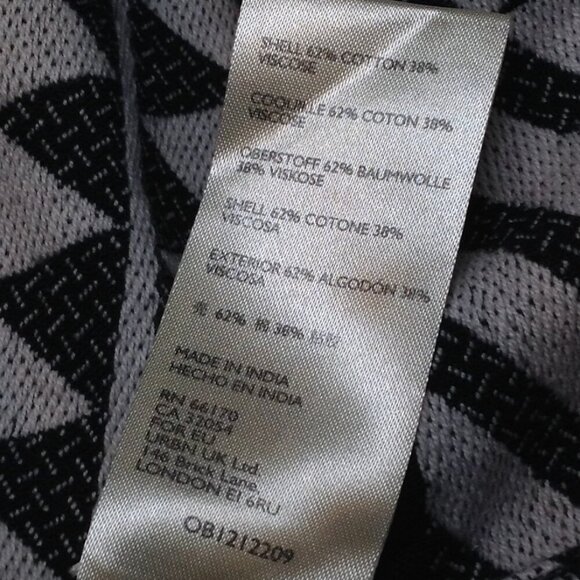 SHELL 62% COTTON 38%
VISCOSE
COQUILLE 62% COTON 38%
VISCOSE
OBERSTOFF 62% BAUMWOLLE
38% VISKOSE
SHELL 62% COTONE 38%
VISCOSA
EXTERIOR 62% ALGODÓN 38%
VISCOSA
62% 38%
MADE IN INDIA
HECHO EN INDIA
RN 66170
CA 32054
FOR EU
URBN UK Ltd
146 Brick Lane,
LONDON E1 6RU
OB1212209